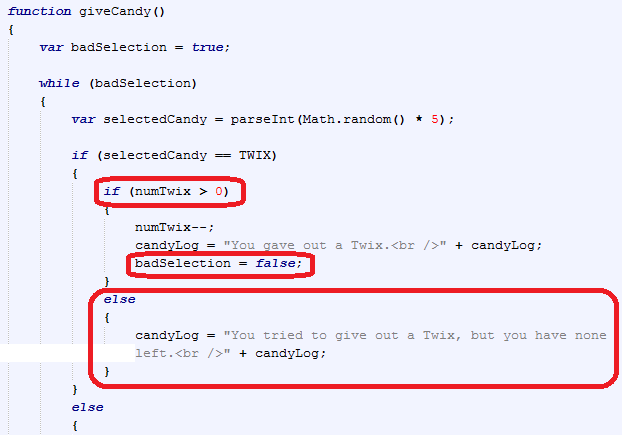 function giveCandy()
{
var badSelection = true;
while (badSelection)
{
var selectedCandy = parseInt(Math.random() * 5);
if (selectedCandy == TWIX)
{
if (numTwix > 0)
{
numTwix--;
candyLog = "You gave out a Twix.<br />" + candyLog;
badSelection = false;
}
else
{
candyLog = "You tried to give out a Twix, but you have none
left.<br />" + candyLog;
}
}
else
{